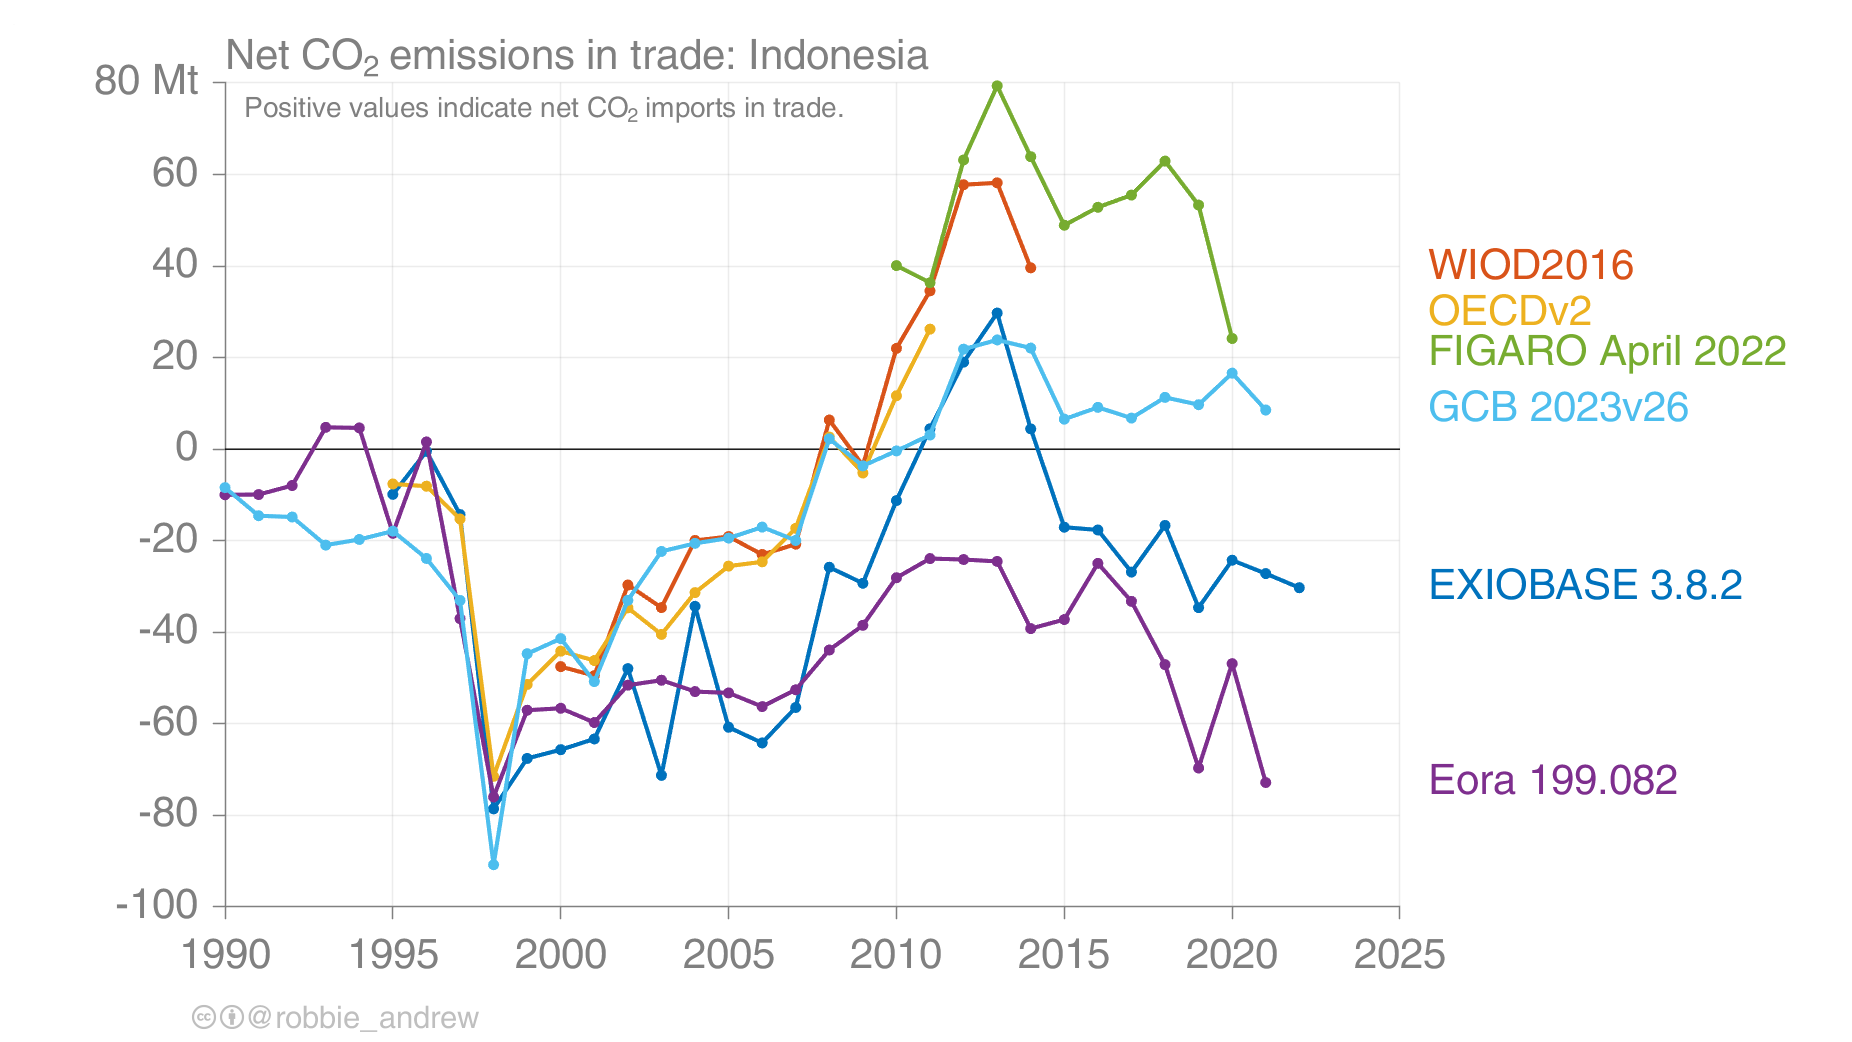 Net CO₂ emissions in trade: Indonesia
80 Mt
Positive values indicate net CO₂ imports in trade.
60
40
20
0
-20
-40
-60
-80
-100
1990 1995 2000 2005 2010 2015 2020 2025
WIOD2016
OECDv2
FIGARO April 2022
GCB 2023v26
EXIOBASE 3.8.2
Eora 199.082
cc @robbie_andrew